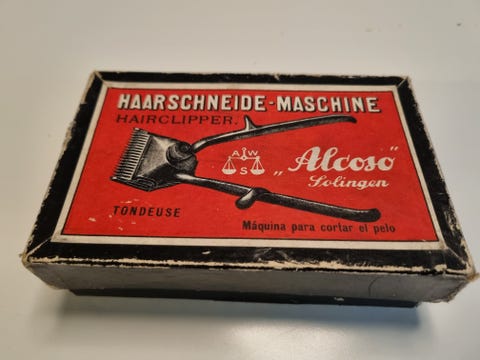 HAARSCHNEIDE-MASCHINE
HAIRCLIPPER.
A W
S
„Alcoso“
Solingen
TONDEUSE
Máquina para cortar el pelo